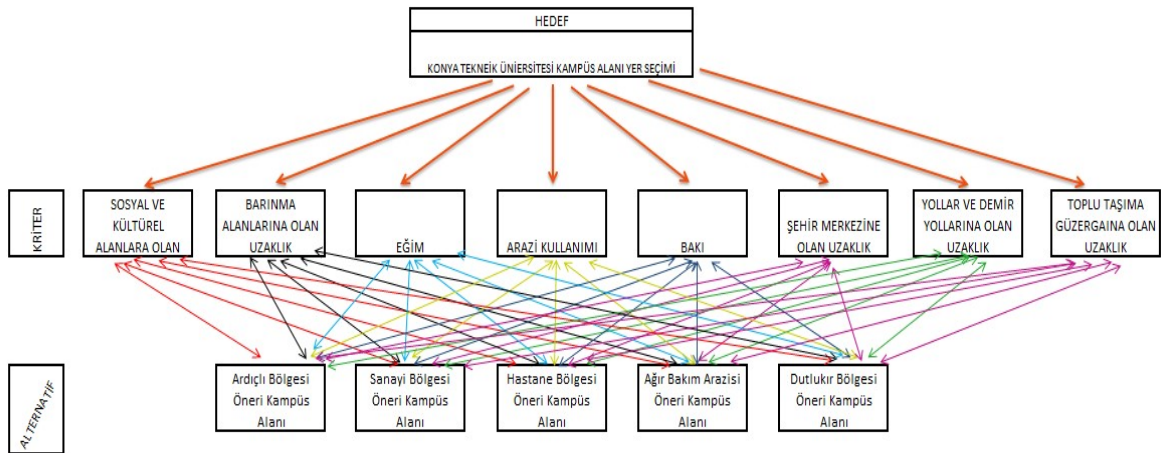 HEDEF
KONYA TEKNEİK ÜNİERSİTESİ KAMPÜS ALANI YER SEÇİMİ
KRİTER
SOSYAL VE
KÜLTÜREL
ALANLARA OLAN
BARINMA
ALANLARINA OLAN
UZAKLIK
EĞİM
ARAZİ KULLANIMI
BAKI
ŞEHİR MERKEZİNE
OLAN UZAKLIK
YOLLAR VE DEMİR
YOLLARINA OLAN
UZAKLIK
TOPLU TAŞIMA
GÜZERGAINA OLAN
UZAKLIK
ALTERNATİF
Ardıçlı Bölgesi
Öneri Kampüs
Alanı
Sanayi Bölgesi
Öneri Kampüs
Alanı
Hastane Bölgesi
Öneri Kampüs
Alanı
Ağır Bakım Arazisi
Öneri Kampüs
Alanı
Dutlukır Bölgesi
Öneri Kampüs
Alanı